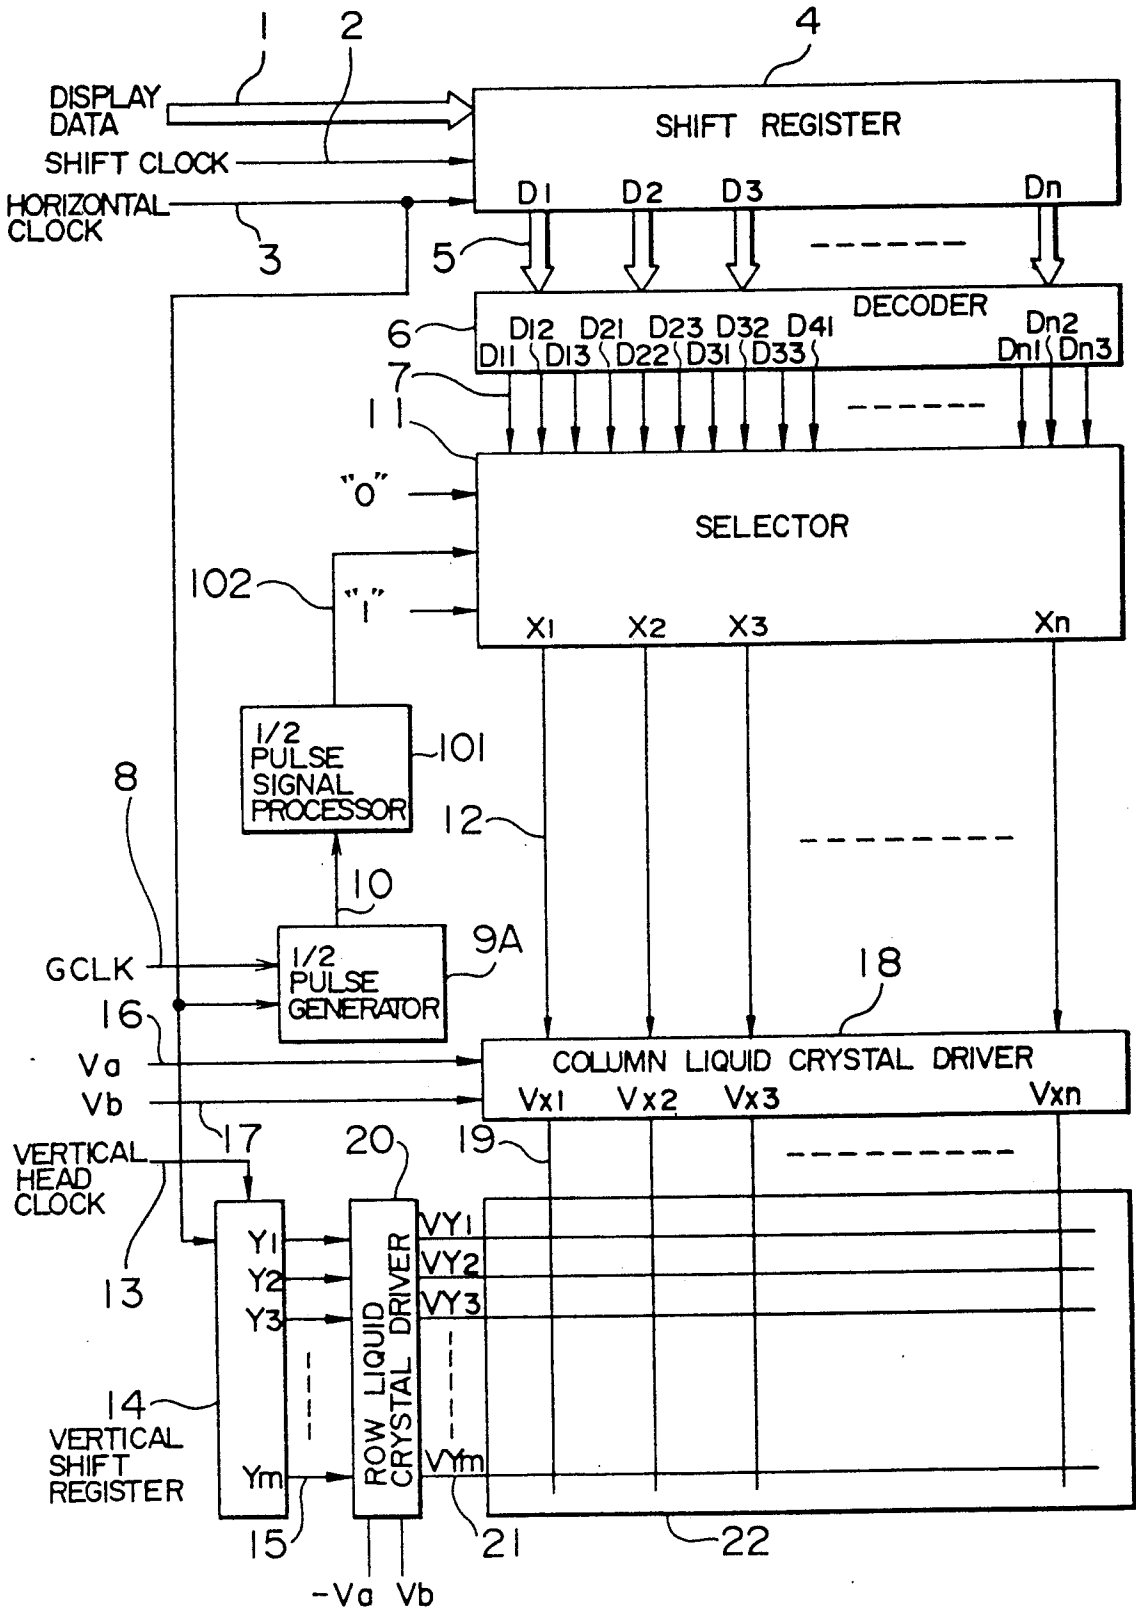 1
2
4
DISPLAY
DATA
SHIFT REGISTER
SHIFT CLOCK
HORIZONTAL
CLOCK
3
D1 D2 D3 Dn
5
DECODER
6
D12 D21 D23 D32 D41 Dn2
D11 D13 D22 D31 D33 Dn1 Dn3
7
11
"0"
SELECTOR
102
"1"
X1 X2 X3 Xn
1/2
PULSE
SIGNAL
PROCESSOR
101
8
12
10
9A
GCLK
1/2
PULSE
GENERATOR
18
16
Va
COLUMN LIQUID CRYSTAL DRIVER
Vb
Vx1 Vx2 Vx3 Vxn
17
20
19
VERTICAL
HEAD
CLOCK
13
Y1
Y2
Y3
Ym
ROW LIQUID
CRYSTAL DRIVER
VY1
VY2
VY3
VYm
14
VERTICAL
SHIFT
REGISTER
15
21
22
-Va Vb